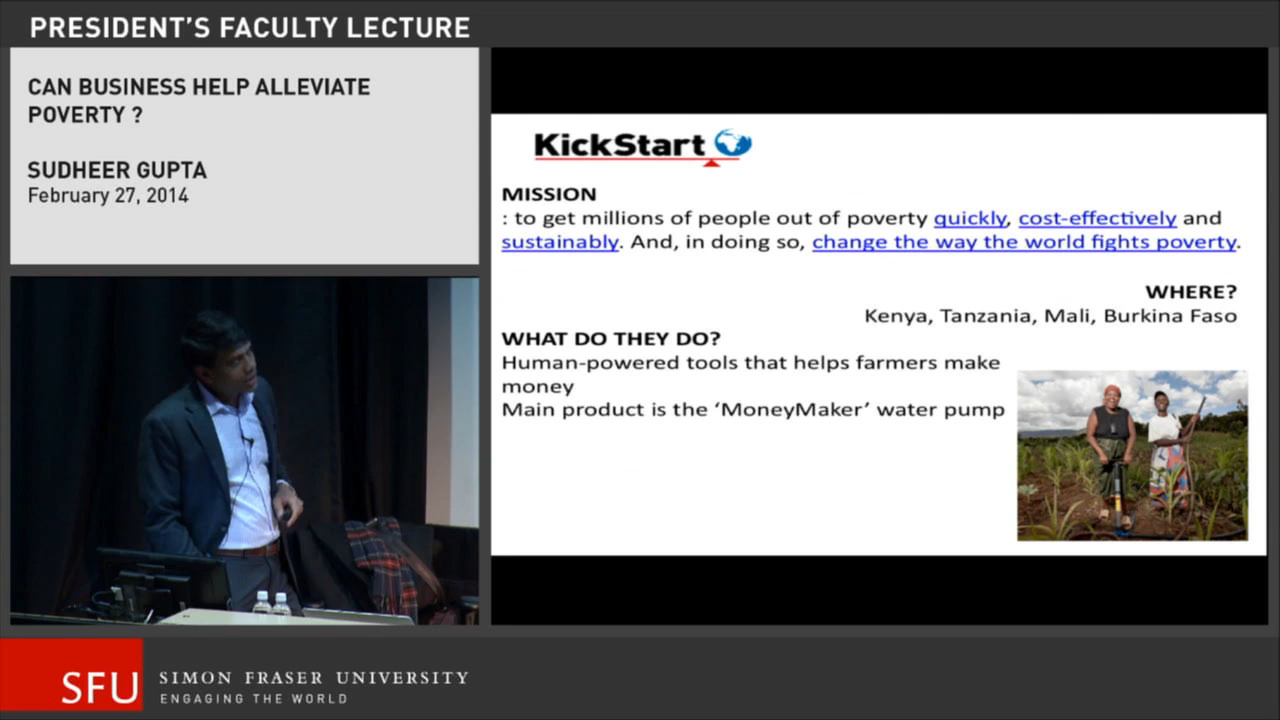 PRESIDENT'S FACULTY LECTURE
CAN BUSINESS HELP ALLEVIATE
POVERTY ?
SUDHEER GUPTA
February 27, 2014
KickStart
MISSION
: to get millions of people out of poverty quickly, cost-effectively and
sustainably. And, in doing so, change the way the world fights poverty.
WHERE?
Kenya, Tanzania, Mali, Burkina Faso
WHAT DO THEY DO?
Human-powered tools that helps farmers make
money
Main product is the ‘MoneyMaker’ water pump
SFU
SIMON FRASER UNIVERSITY
ENGAGING THE WORLD